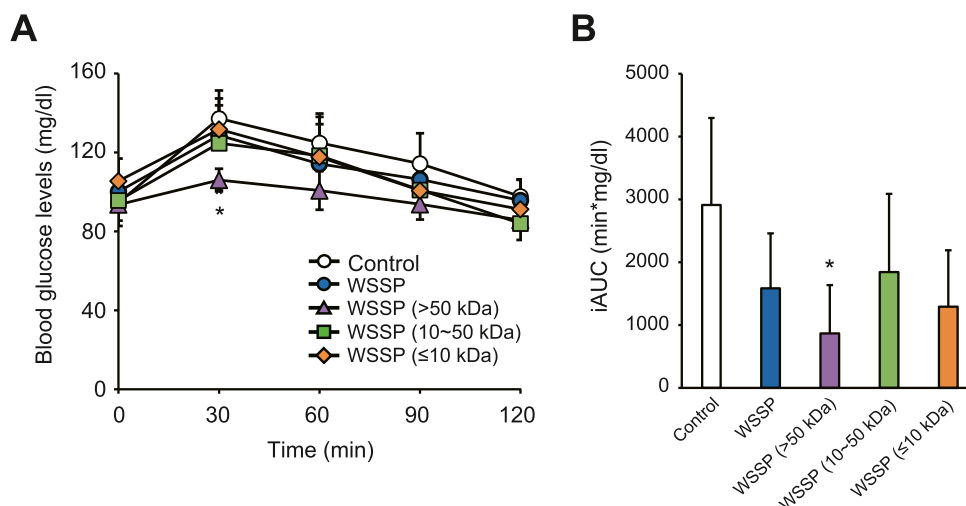 A
Blood glucose levels (mg/dl)
160
120
80
40
0
*
*
Control
WSSP
WSSP (>50 kDa)
WSSP (10~50 kDa)
WSSP (≤10 kDa)
0 30 60 90 120
Time (min)
B
iAUC (min*mg/dl)
5000
4000
3000
2000
1000
0
*
Control
WSSP
WSSP (>50 kDa)
WSSP (10~50 kDa)
WSSP (≤10 kDa)